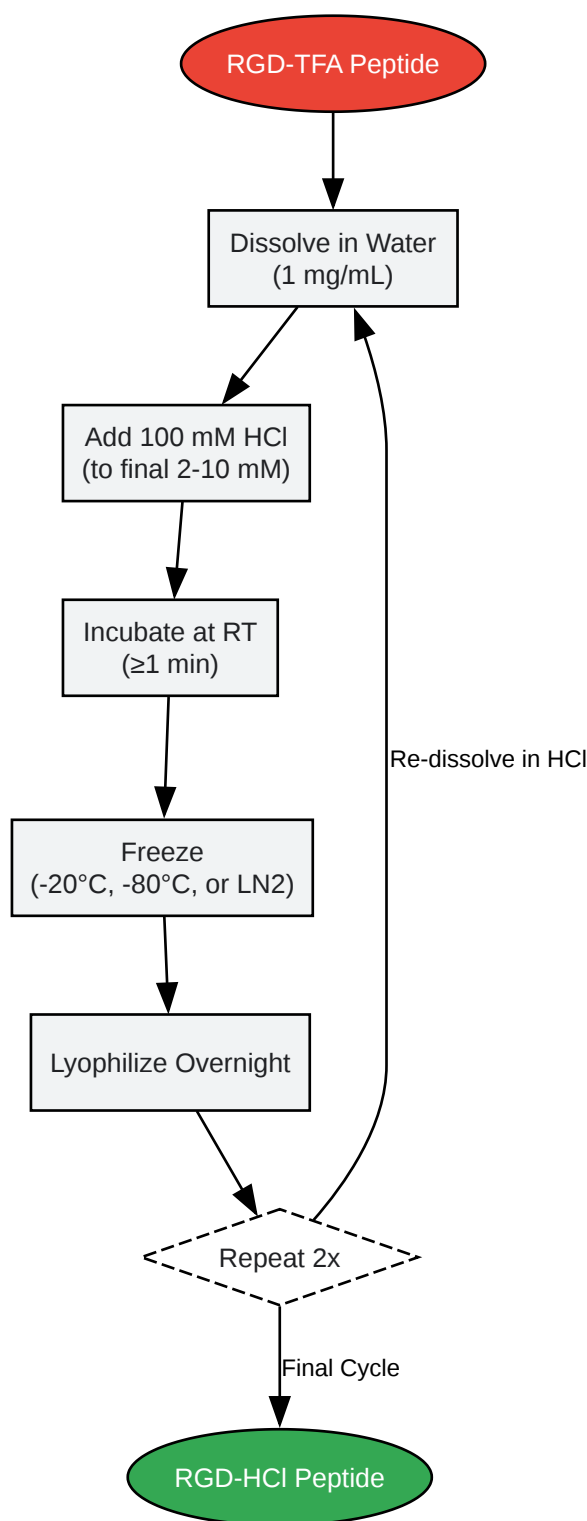 RGD-TFA Peptide
Dissolve in Water
(1 mg/mL)
Add 100 mM HCl
(to final 2-10 mM)
Incubate at RT
(≥1 min)
Re-dissolve in HCl
Freeze
(-20°C, -80°C, or LN2)
Lyophilize Overnight
Repeat 2x
Final Cycle
RGD-HCl Peptide